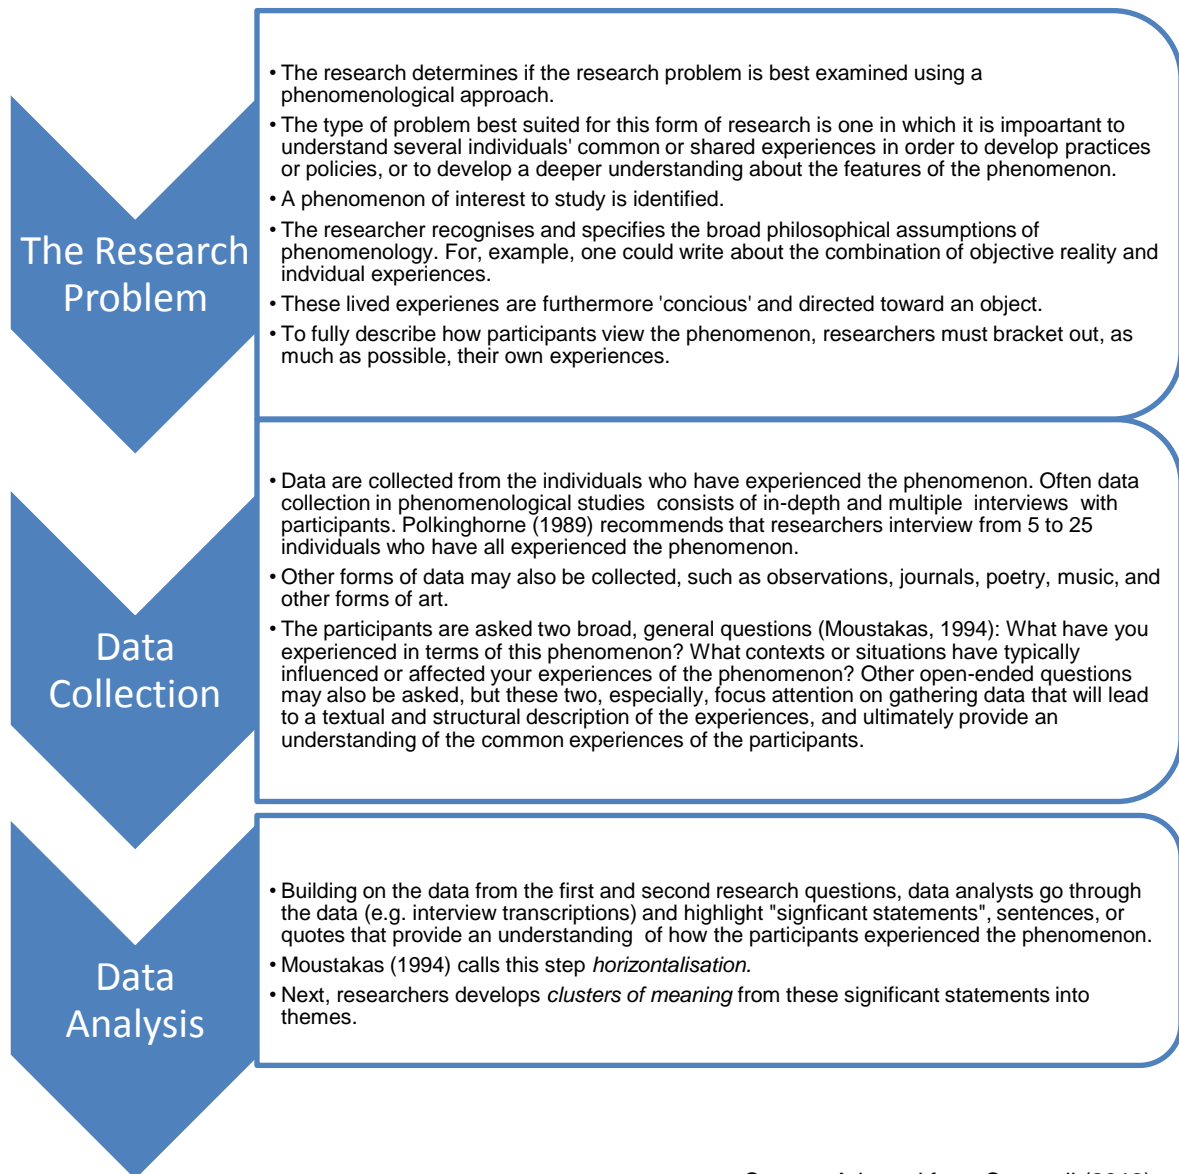 • The research determines if the research problem is best examined using a
phenomenological approach.
• The type of problem best suited for this form of research is one in which it is impoartant to
understand several individuals' common or shared experiences in order to develop practices
or policies, or to develop a deeper understanding about the features of the phenomenon.
• A phenomenon of interest to study is identified.
• The researcher recognises and specifies the broad philosophical assumptions of
phenomenology. For, example, one could write about the combination of objective reality and
indvidual experiences.
• These lived experienes are furthermore 'concious' and directed toward an object.
• To fully describe how participants view the phenomenon, researchers must bracket out, as
much as possible, their own experiences.
The Research
Problem
• Data are collected from the individuals who have experienced the phenomenon. Often data
collection in phenomenological studies consists of in-depth and multiple interviews with
participants. Polkinghorne (1989) recommends that researchers interview from 5 to 25
individuals who have all experienced the phenomenon.
• Other forms of data may also be collected, such as observations, journals, poetry, music, and
other forms of art.
• The participants are asked two broad, general questions (Moustakas, 1994): What have you
experienced in terms of this phenomenon? What contexts or situations have typically
influenced or affected your experiences of the phenomenon? Other open-ended questions
may also be asked, but these two, especially, focus attention on gathering data that will lead
to a textual and structural description of the experiences, and ultimately provide an
understanding of the common experiences of the participants.
Data
Collection
• Building on the data from the first and second research questions, data analysts go through
the data (e.g. interview transcriptions) and highlight "signficant statements", sentences, or
quotes that provide an understanding of how the participants experienced the phenomenon.
• Moustakas (1994) calls this step horizontalisation.
• Next, researchers develops clusters of meaning from these significant statements into
themes.
Data
Analysis